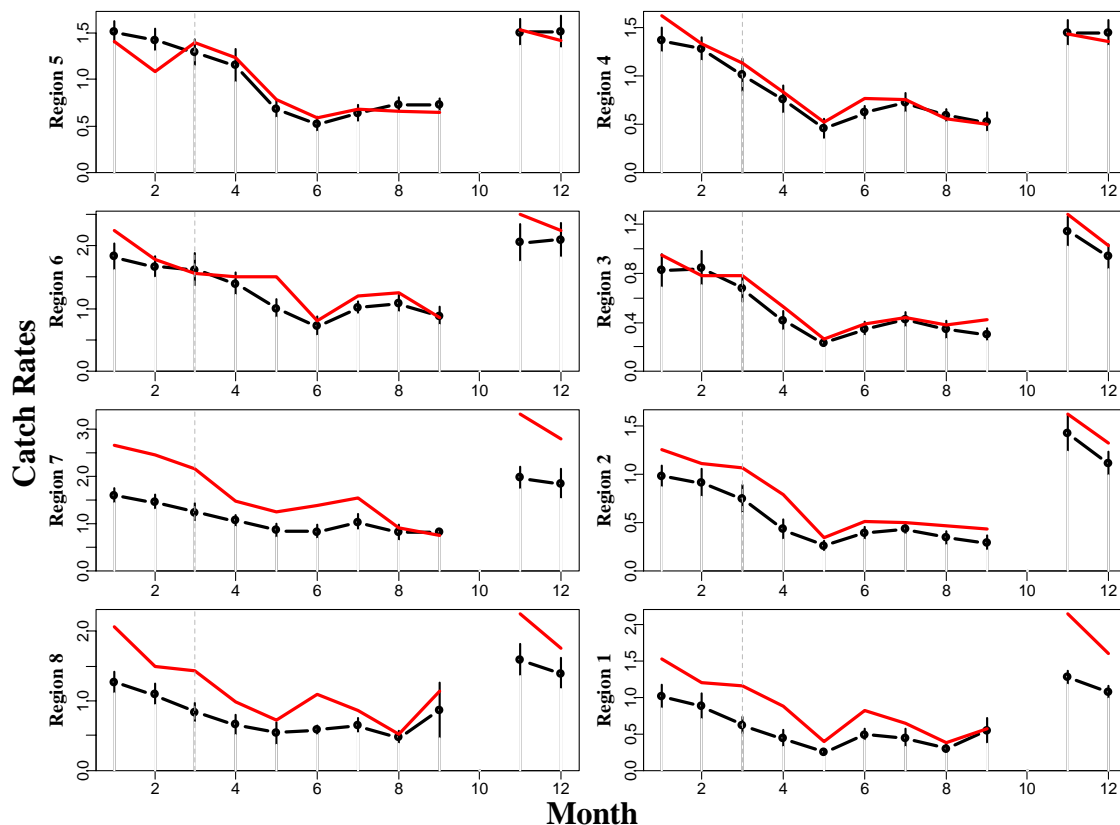 Catch Rates
Region 5
0.0 0.5 1.0 1.5
2 4 6 8 10 12
Region 4
0.0 0.5 1.0 1.5
2 4 6 8 10 12
Region 6
0.0 1.0 2.0
2 4 6 8 10 12
Region 3
0.0 0.4 0.8 1.2
2 4 6 8 10 12
Region 7
0.0 1.0 2.0 3.0
2 4 6 8 10 12
Region 2
0.0 0.5 1.0 1.5
2 4 6 8 10 12
Region 8
0.0 1.0 2.0
2 4 6 8 10 12
Region 1
0.0 0.5 1.0 1.5 2.0
2 4 6 8 10 12
Month